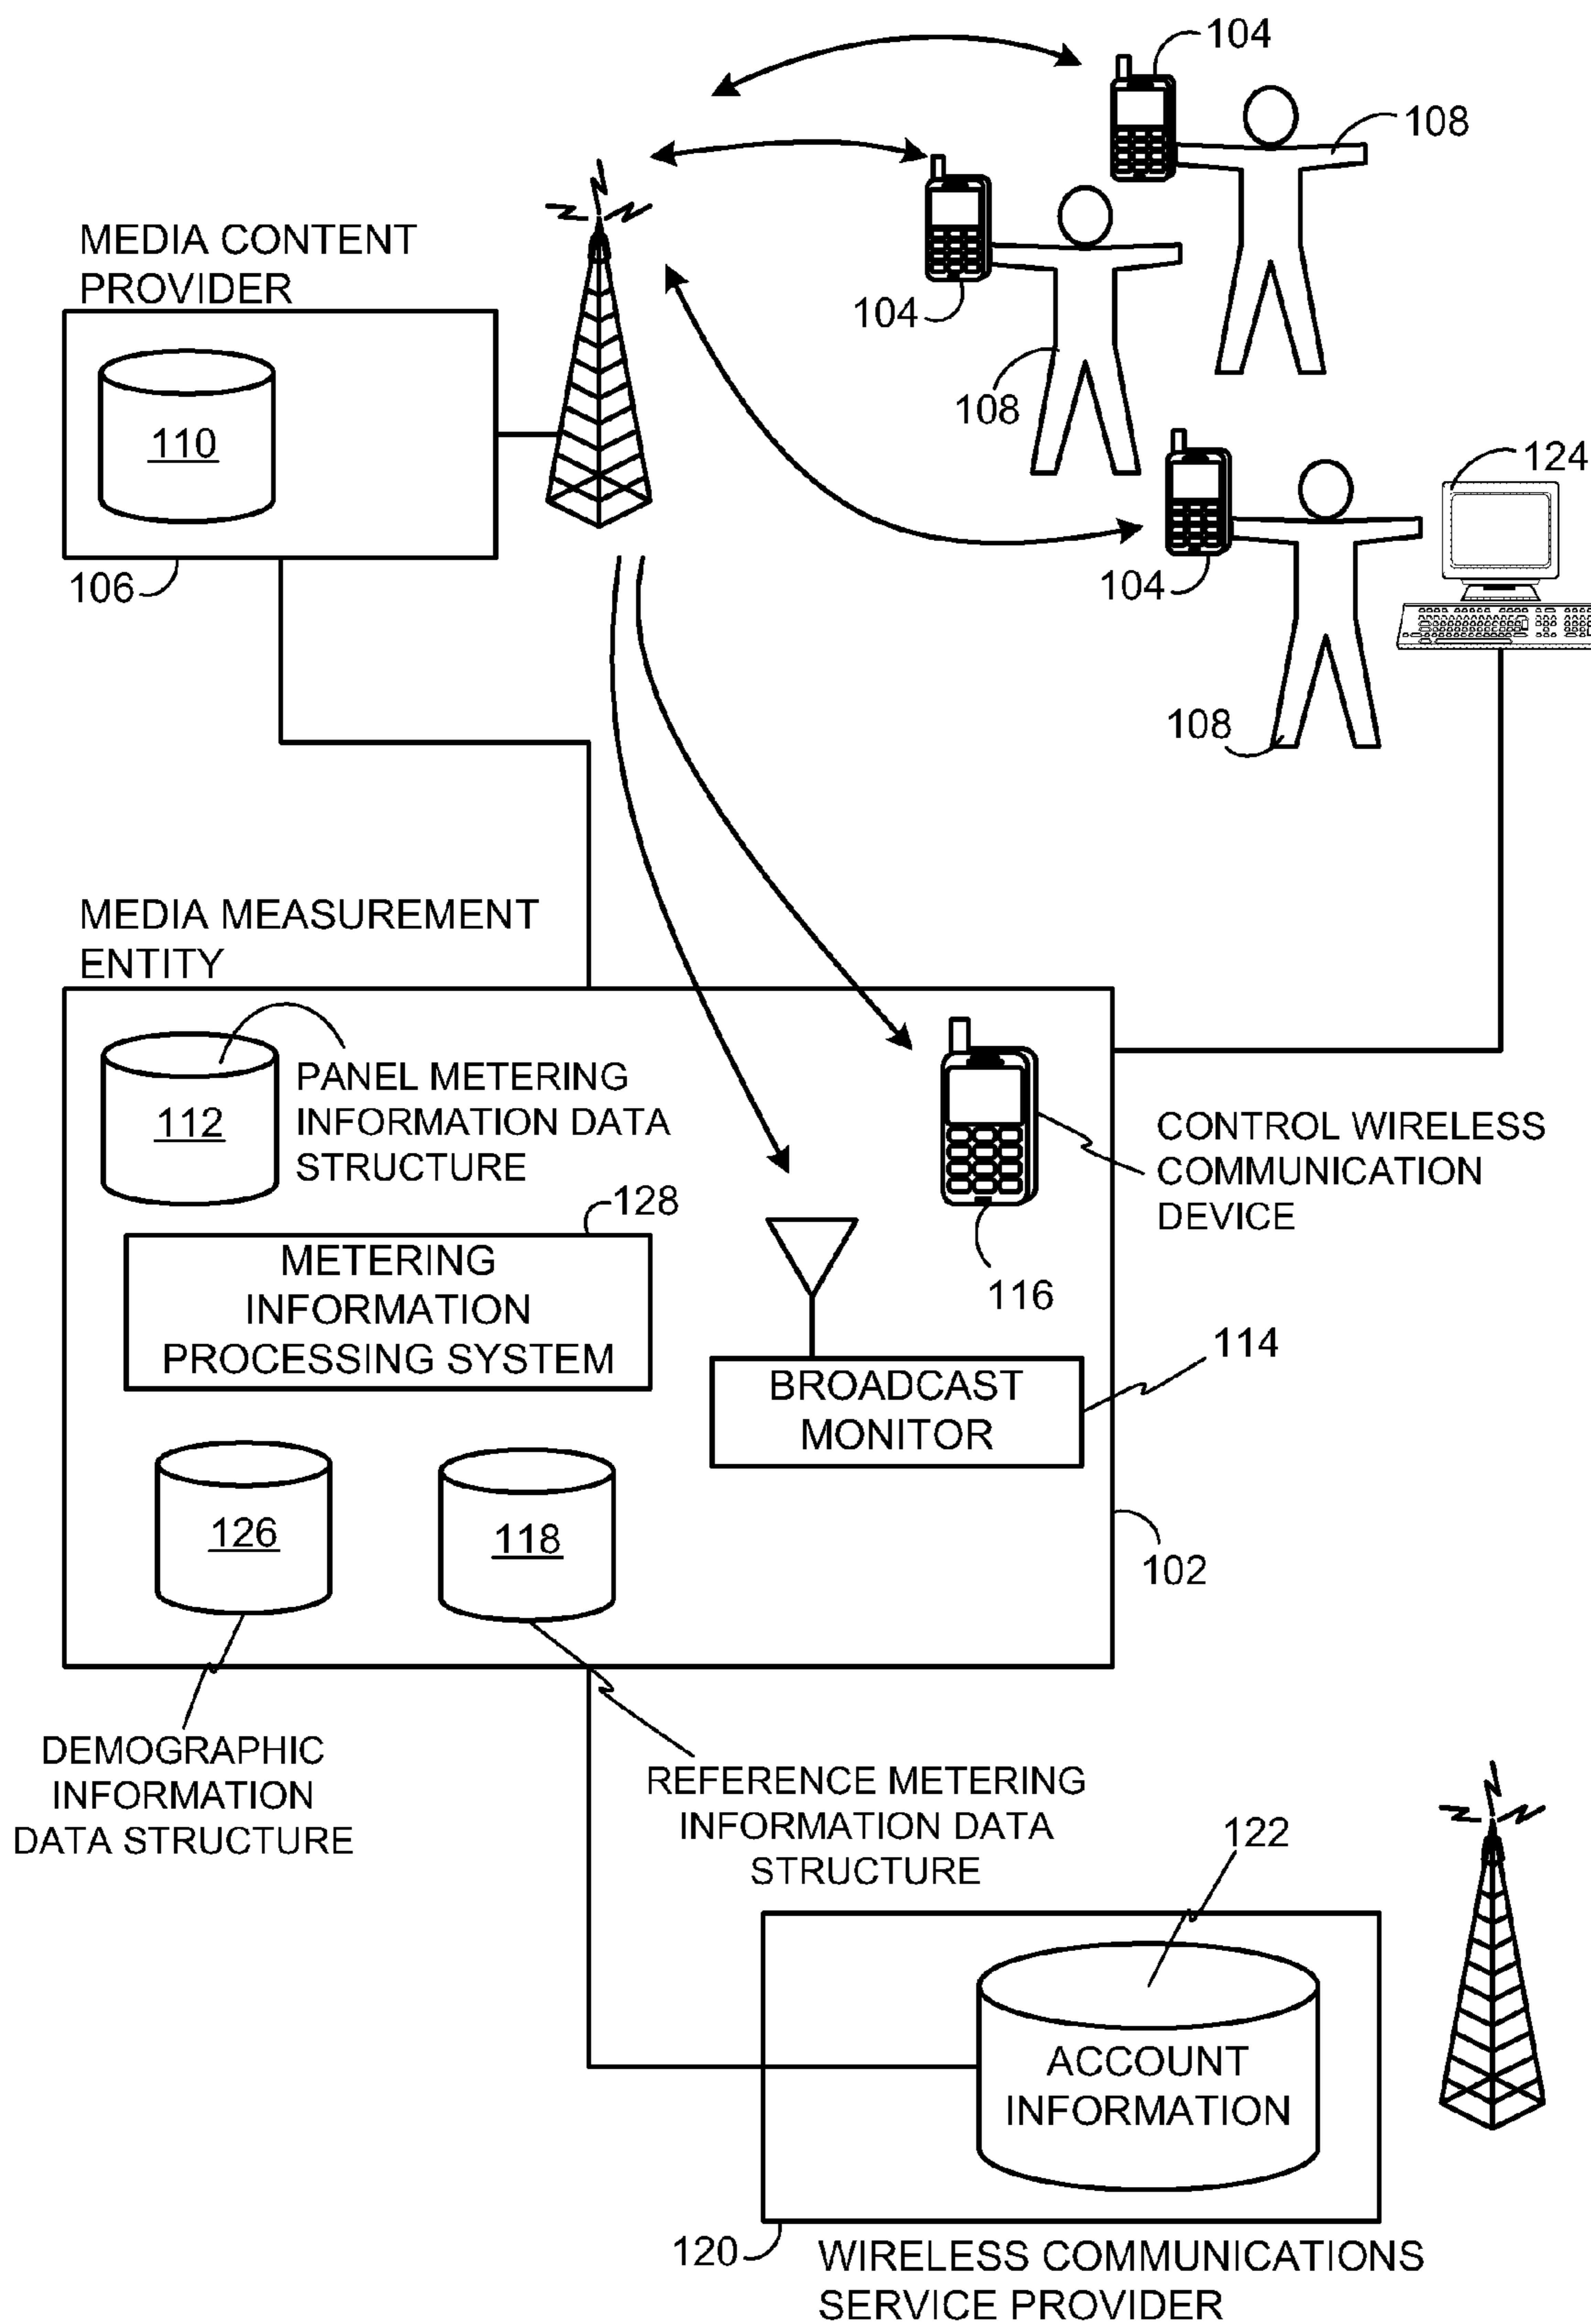 104
108
MEDIA CONTENT
PROVIDER
104
108
110
124
106
104
108
MEDIA MEASUREMENT
ENTITY
PANEL METERING
INFORMATION DATA
STRUCTURE
112
CONTROL WIRELESS
COMMUNICATION
DEVICE
128
METERING
INFORMATION
PROCESSING SYSTEM
116
114
BROADCAST
MONITOR
126
118
102
DEMOGRAPHIC
INFORMATION
DATA STRUCTURE
REFERENCE METERING
INFORMATION DATA
STRUCTURE
122
ACCOUNT
INFORMATION
120
WIRELESS COMMUNICATIONS
SERVICE PROVIDER